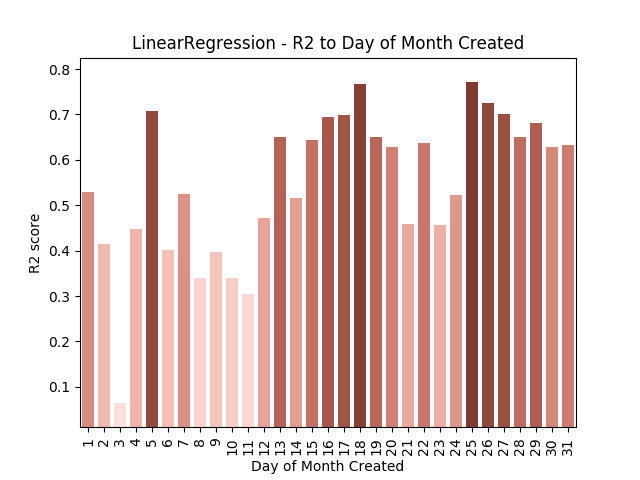 LinearRegression - R2 to Day of Month Created
0.8
0.7
0.6
0.5
0.4
0.3
0.2
0.1
R2 score
1 2 3 4 5 6 7 8 9 10 11 12 13 14 15 16 17 18 19 20 21 22 23 24 25 26 27 28 29 30 31
Day of Month Created